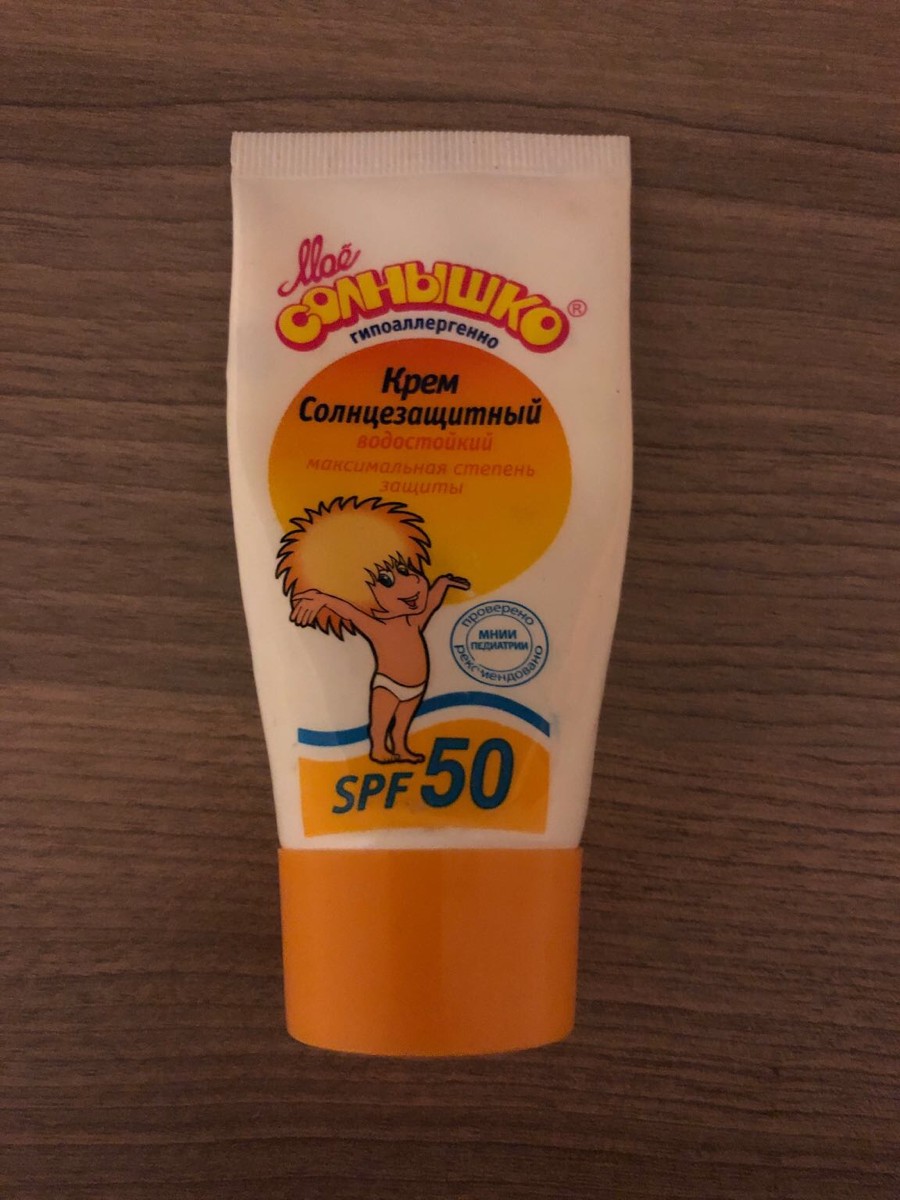 Моё
СОЛНЫШКО®
гипоаллергенно
Крем
Солнцезащитный
водостойкий
максимальная степень
защиты
проверено
МНИИ
ПЕДИАТРИИ
рекомендовано
SPF 50